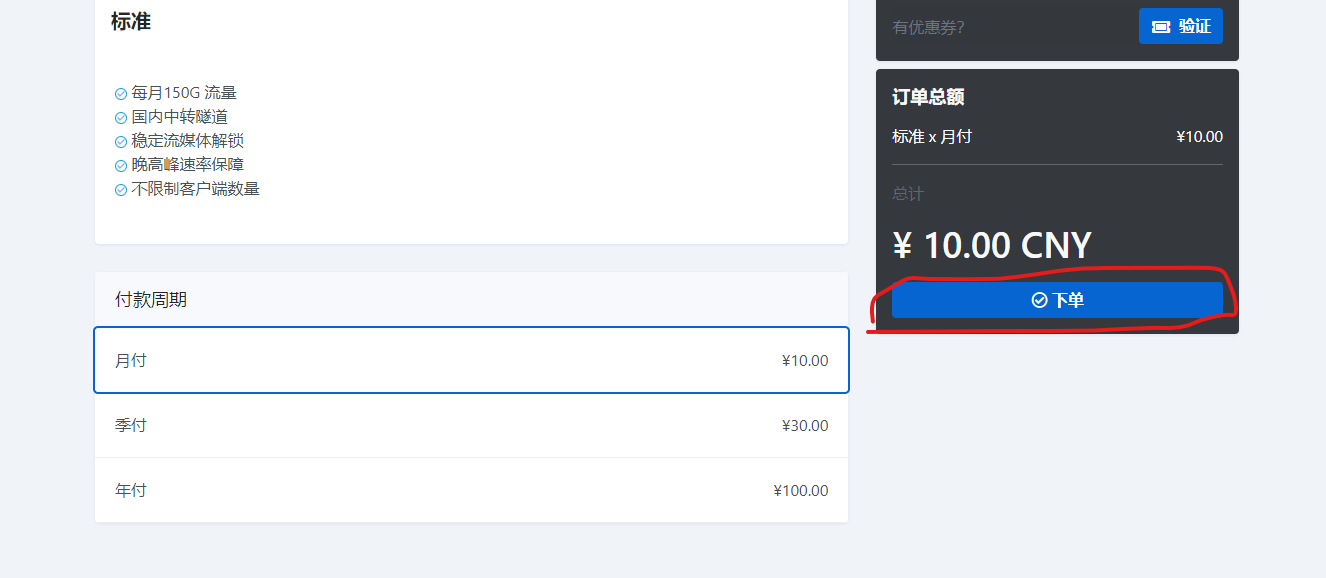 标准
每月150G 流量
国内中转隧道
稳定流媒体解锁
晚高峰速率保障
不限制客户端数量
付款周期
月付 ¥10.00
季付 ¥30.00
年付 ¥100.00
有优惠券?
验证
订单总额
标准 x 月付 ¥10.00
总计
¥ 10.00 CNY
下单